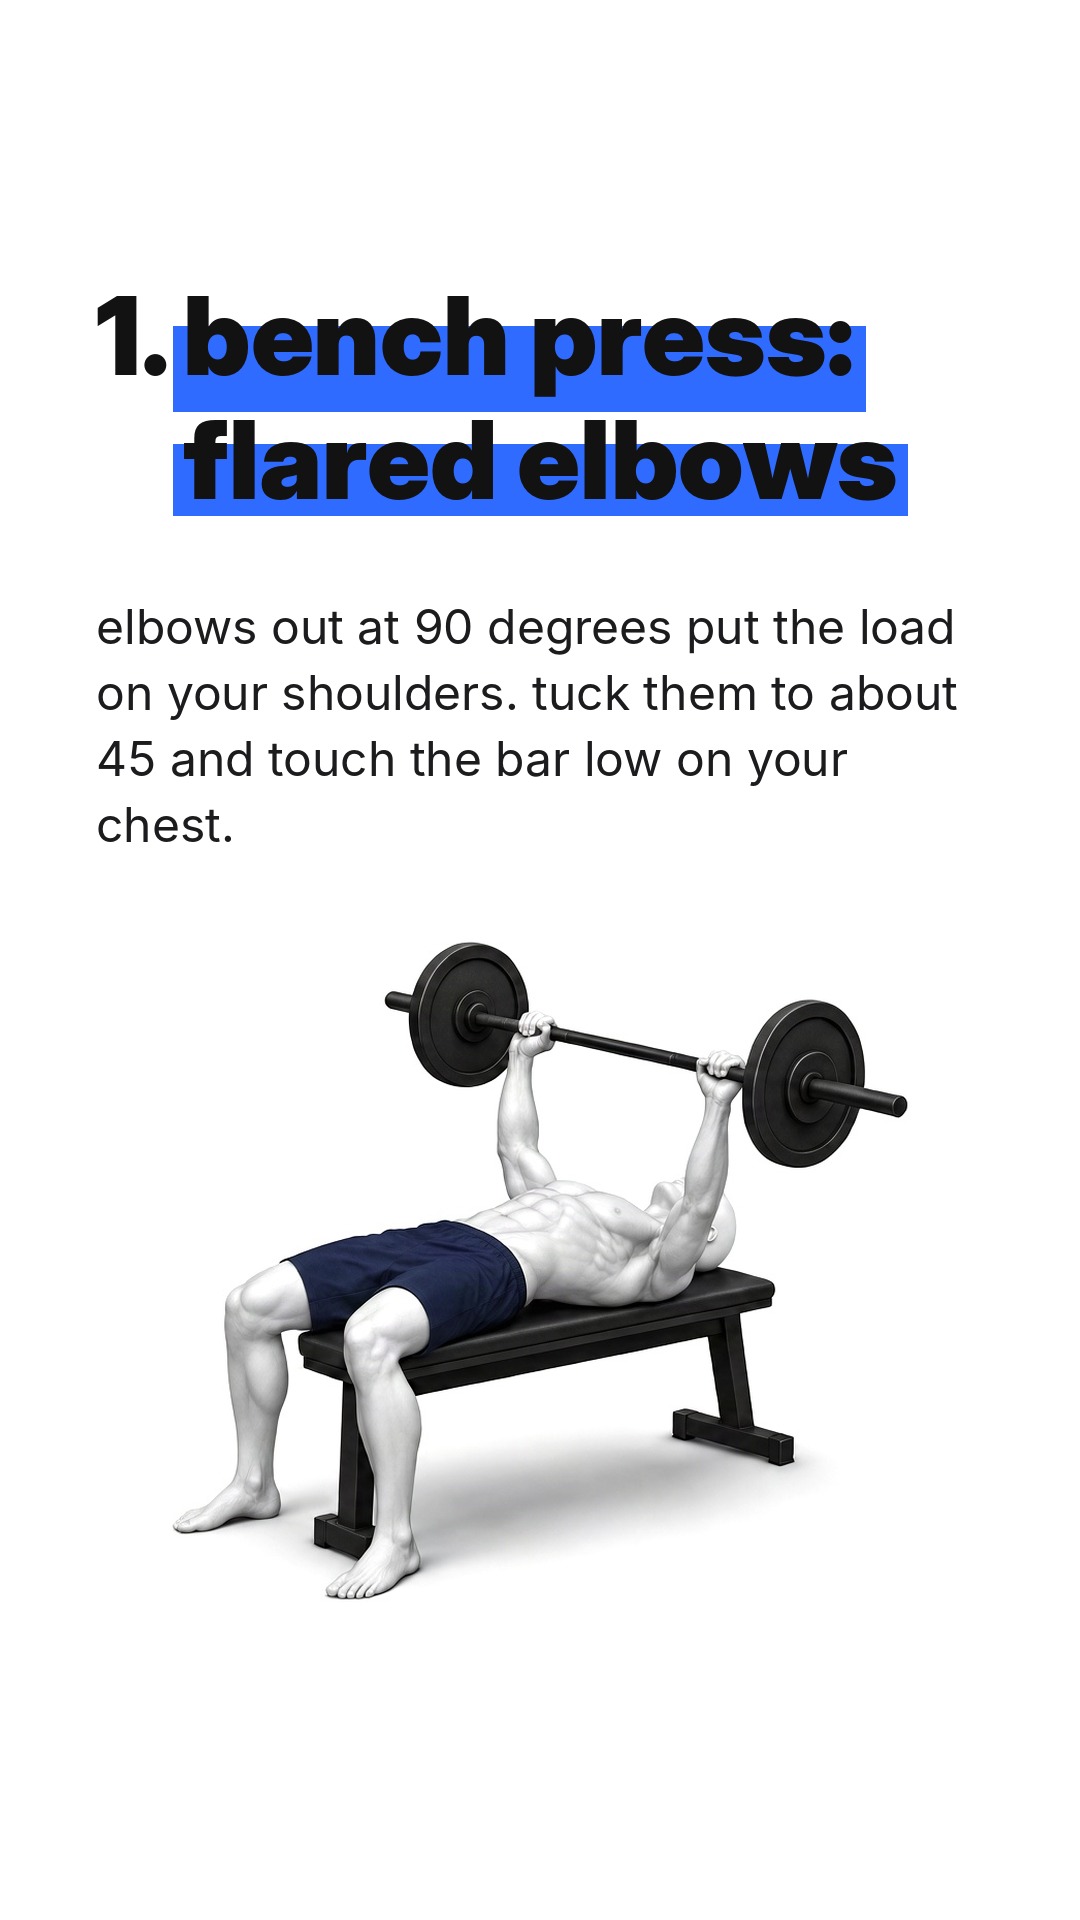 1. bench press:
flared elbows
elbows out at 90 degrees put the load
on your shoulders. tuck them to about
45 and touch the bar low on your
chest.